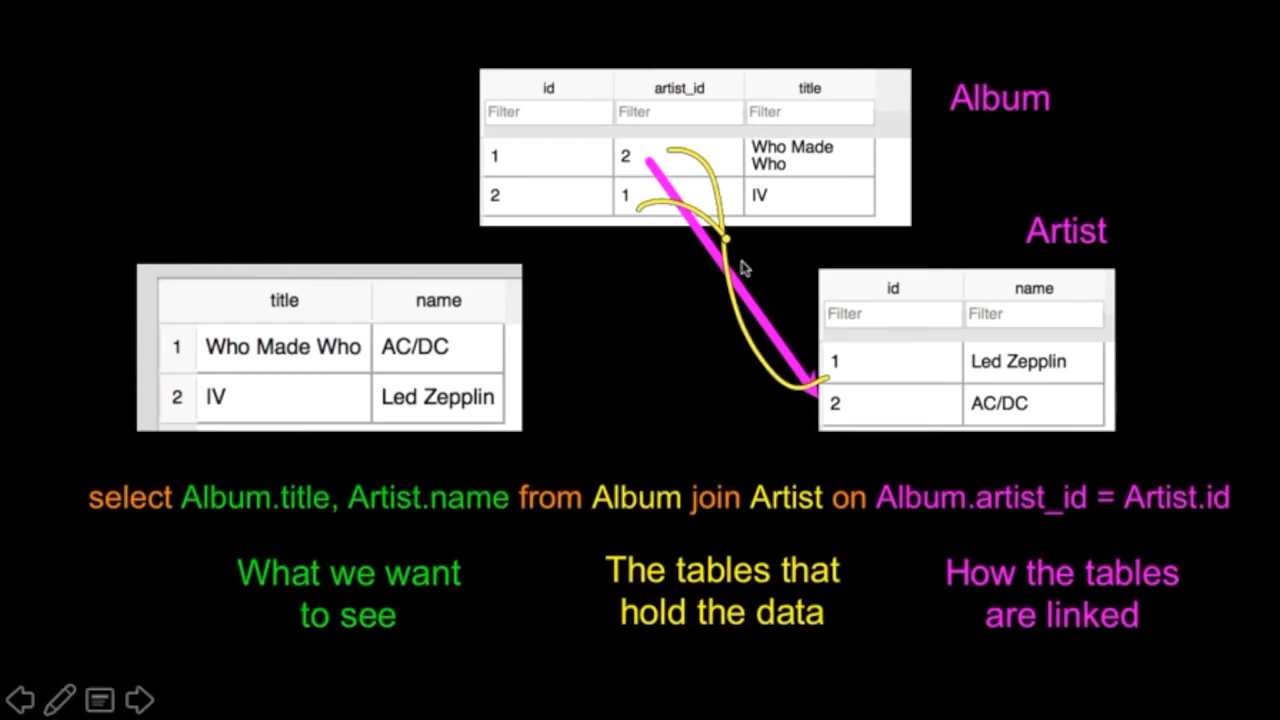 id artist_id title
Album
Filter Filter Filter
1 2 Who Made
Who
2 1 IV
Artist
id name
Filter Filter
1 Led Zepplin
2 AC/DC
title name
1 Who Made Who AC/DC
2 IV Led Zepplin
select Album.title, Artist.name from Album join Artist on Album.artist_id = Artist.id
What we want
to see
The tables that
hold the data
How the tables
are linked